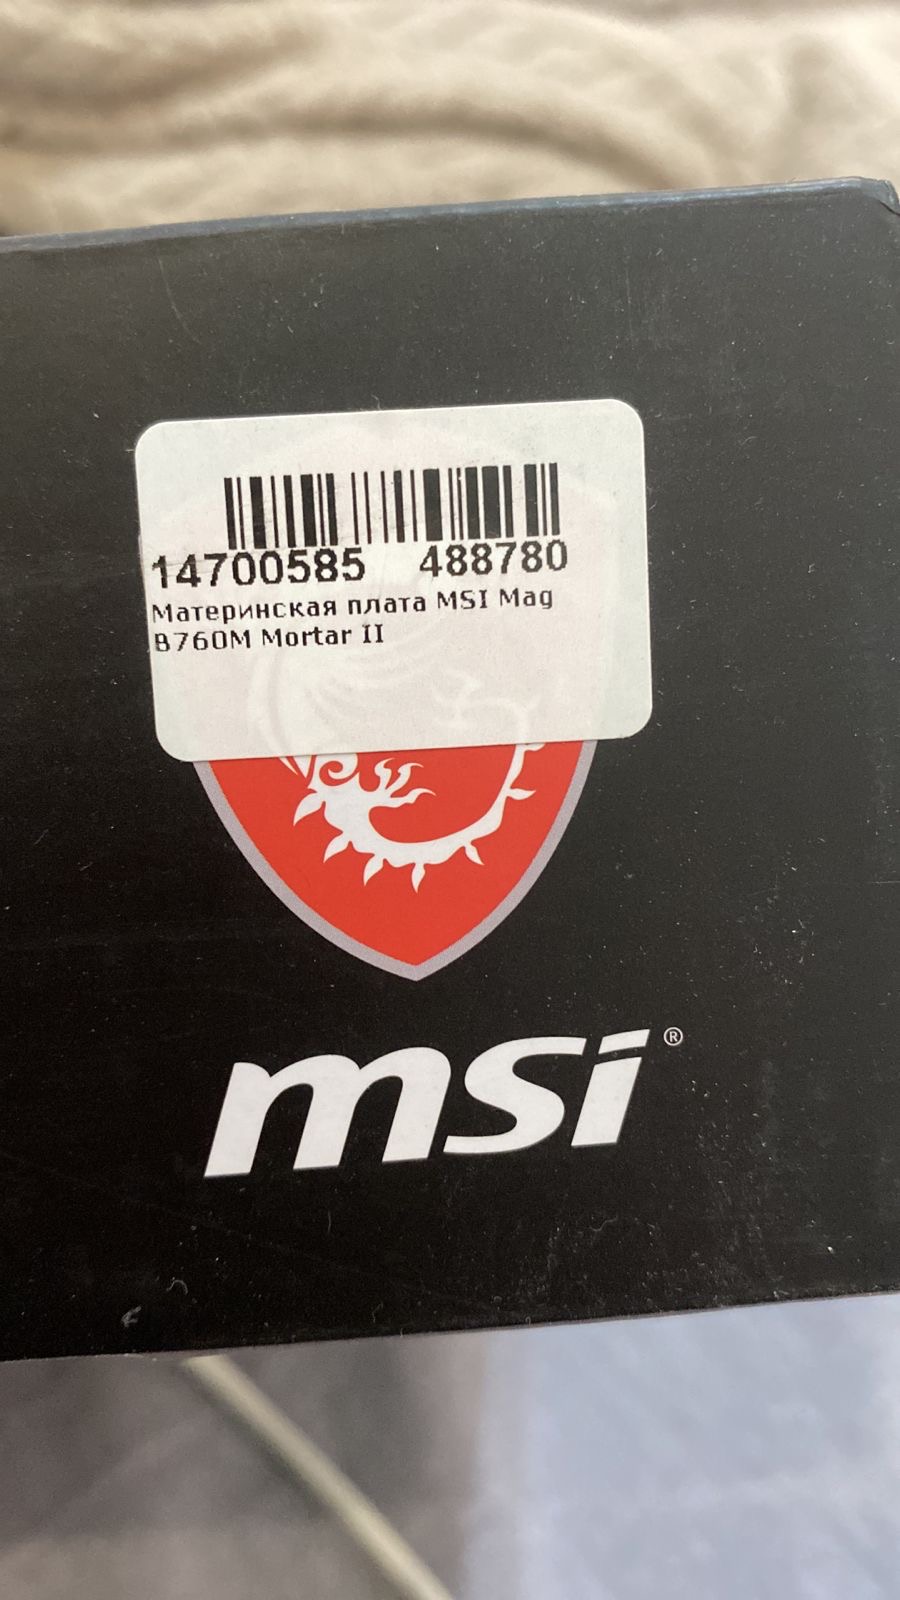 14700585 488780
Материнская плата MSI Mag
B760M Mortar II
msi®